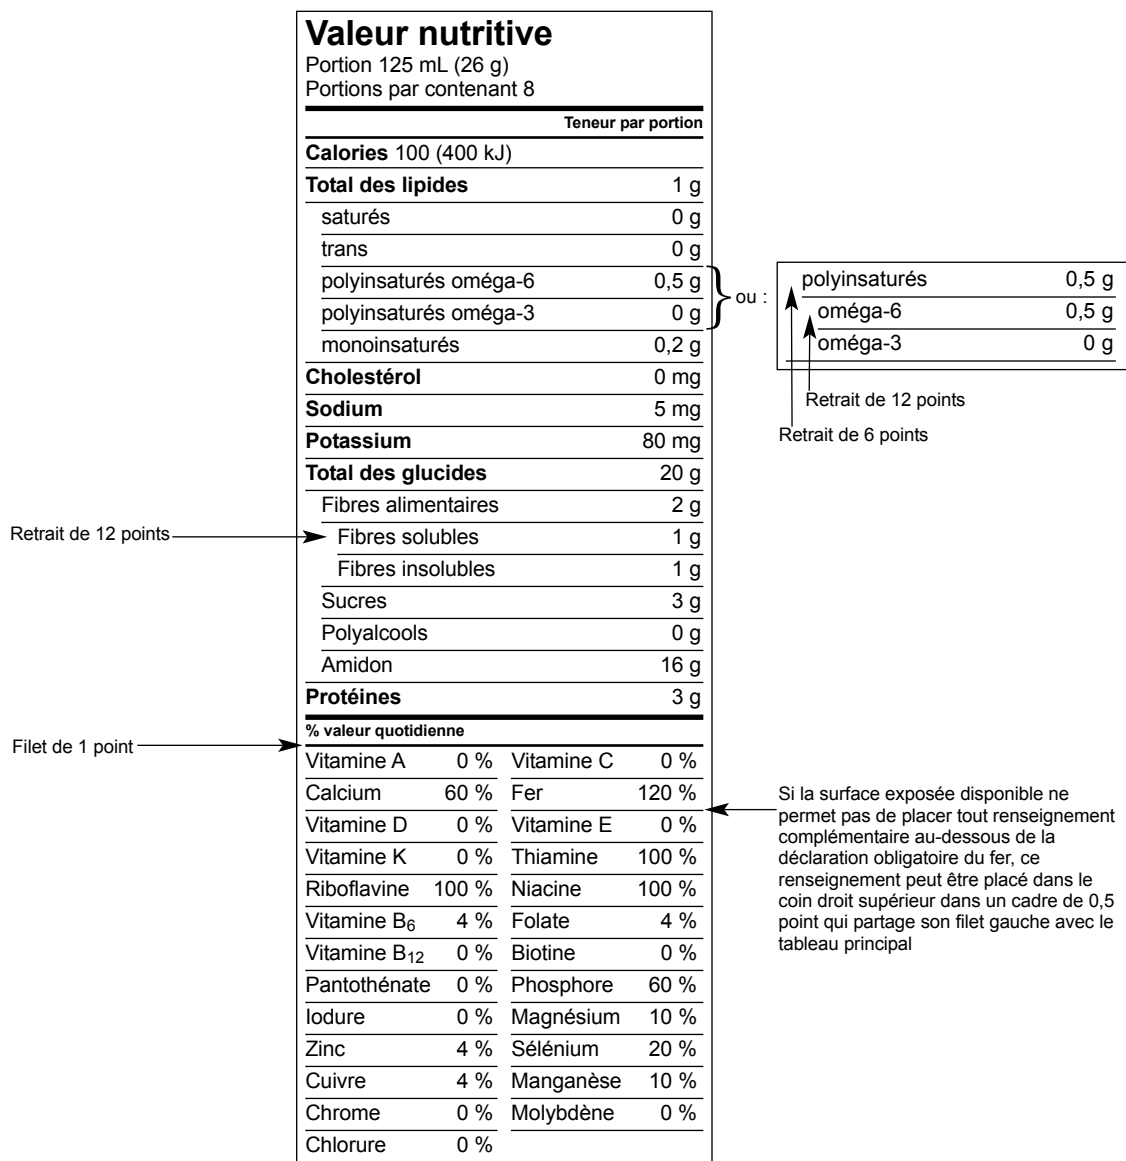 Valeur nutritive
Portion 125 mL (26 g)
Portions par contenant 8
Teneur par portion
Calories 100 (400 kJ)
Total des lipides 1 g
saturés 0 g
trans 0 g
polyinsaturés oméga-6 0,5 g
polyinsaturés oméga-3 0 g
monoinsaturés 0,2 g
Cholestérol 0 mg
Sodium 5 mg
Potassium 80 mg
Total des glucides 20 g
Fibres alimentaires 2 g
Fibres solubles 1 g
Fibres insolubles 1 g
Sucres 3 g
Polyalcools 0 g
Amidon 16 g
Protéines 3 g
% valeur quotidienne
Vitamine A 0 % Vitamine C 0 %
Calcium 60 % Fer 120 %
Vitamine D 0 % Vitamine E 0 %
Vitamine K 0 % Thiamine 100 %
Riboflavine 100 % Niacine 100 %
Vitamine B6 4 % Folate 4 %
Vitamine B12 0 % Biotine 0 %
Pantothénate 0 % Phosphore 60 %
Iodure 0 % Magnésium 10 %
Zinc 4 % Sélénium 20 %
Cuivre 4 % Manganèse 10 %
Chrome 0 % Molybdène 0 %
Chlorure 0 %
ou :
polyinsaturés 0,5 g
oméga-6 0,5 g
oméga-3 0 g
Retrait de 12 points
Retrait de 6 points
Retrait de 12 points
Filet de 1 point
Si la surface exposée disponible ne
permet pas de placer tout renseignement
complémentaire au-dessous de la
déclaration obligatoire du fer, ce
renseignement peut être placé dans le
coin droit supérieur dans un cadre de 0,5
point qui partage son filet gauche avec le
tableau principal